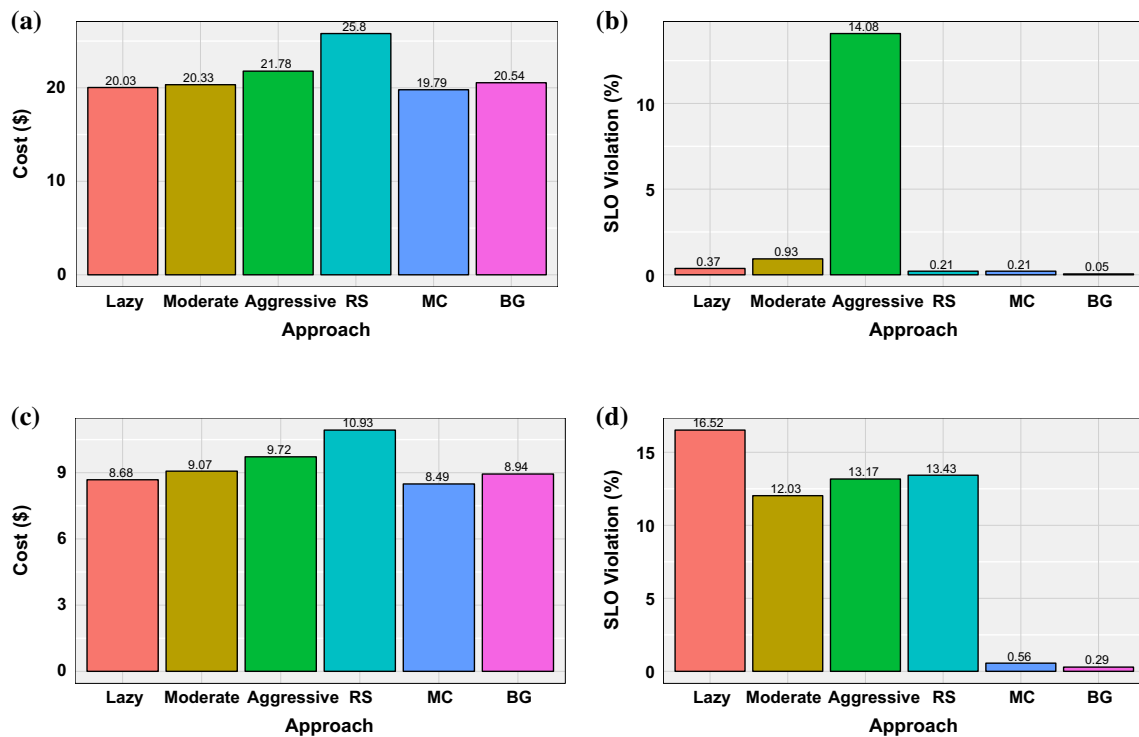 (a)
25.8
20.03
20.33
21.78
19.79
20.54
20
10
0
Cost ($)
Lazy Moderate Aggressive RS MC BG
Approach
(b)
14.08
10
5
0
0.37
0.93
0.21
0.21
0.05
SLO Violation (%)
Lazy Moderate Aggressive RS MC BG
Approach
(c)
8.68
9.07
9.72
10.93
8.49
8.94
9
6
3
0
Cost ($)
Lazy Moderate Aggressive RS MC BG
Approach
(d)
16.52
12.03
13.17
13.43
0.56
0.29
15
10
5
0
SLO Violation (%)
Lazy Moderate Aggressive RS MC BG
Approach